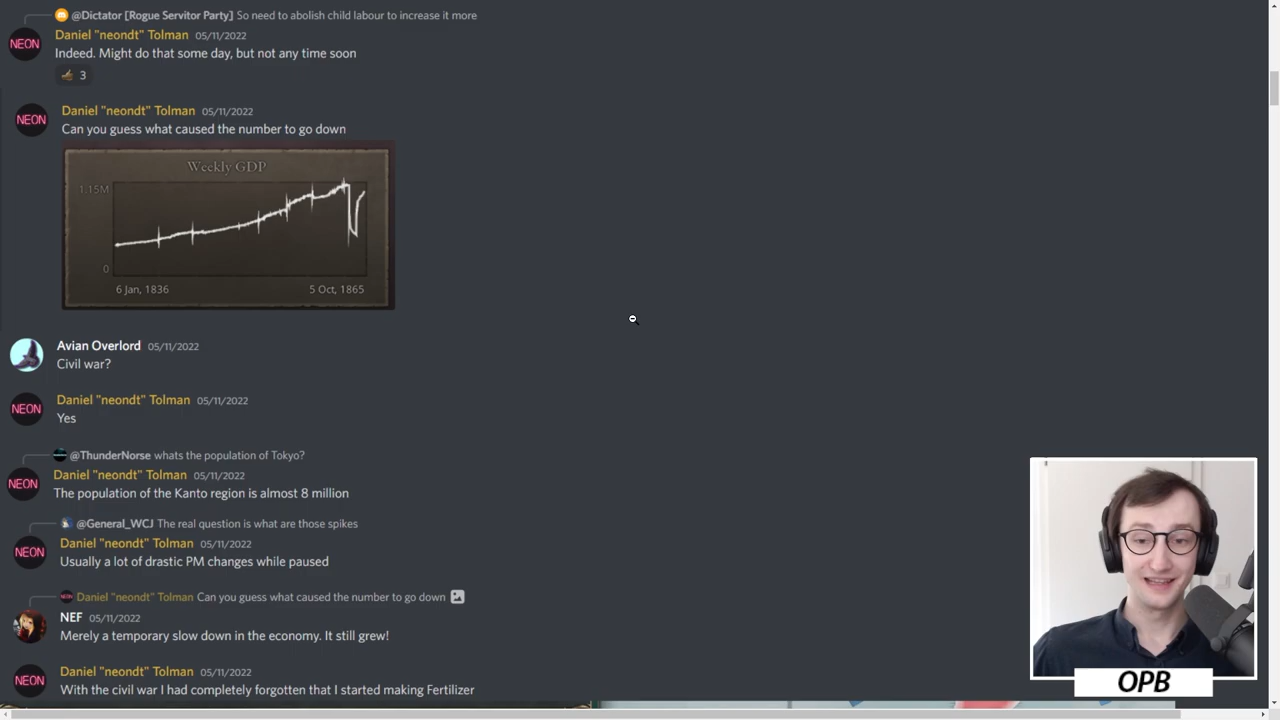 @Dictator [Rogue Servitor Party] So need to abolish child labour to increase it more
NEON
Daniel "neondt" Tolman 05/11/2022
Indeed. Might do that some day, but not any time soon
3
NEON
Daniel "neondt" Tolman 05/11/2022
Can you guess what caused the number to go down
Weekly GDP
1.15M
0
6 Jan, 1836 5 Oct, 1865
Avian Overlord 05/11/2022
Civil war?
NEON
Daniel "neondt" Tolman 05/11/2022
Yes
@ThunderNorse whats the population of Tokyo?
NEON
Daniel "neondt" Tolman 05/11/2022
The population of the Kanto region is almost 8 million
@General_WCJ The real question is what are those spikes
NEON
Daniel "neondt" Tolman 05/11/2022
Usually a lot of drastic PM changes while paused
Daniel "neondt" Tolman Can you guess what caused the number to go down
NEF 05/11/2022
Merely a temporary slow down in the economy. It still grew!
NEON
Daniel "neondt" Tolman 05/11/2022
With the civil war I had completely forgotten that I started making Fertilizer
OPB